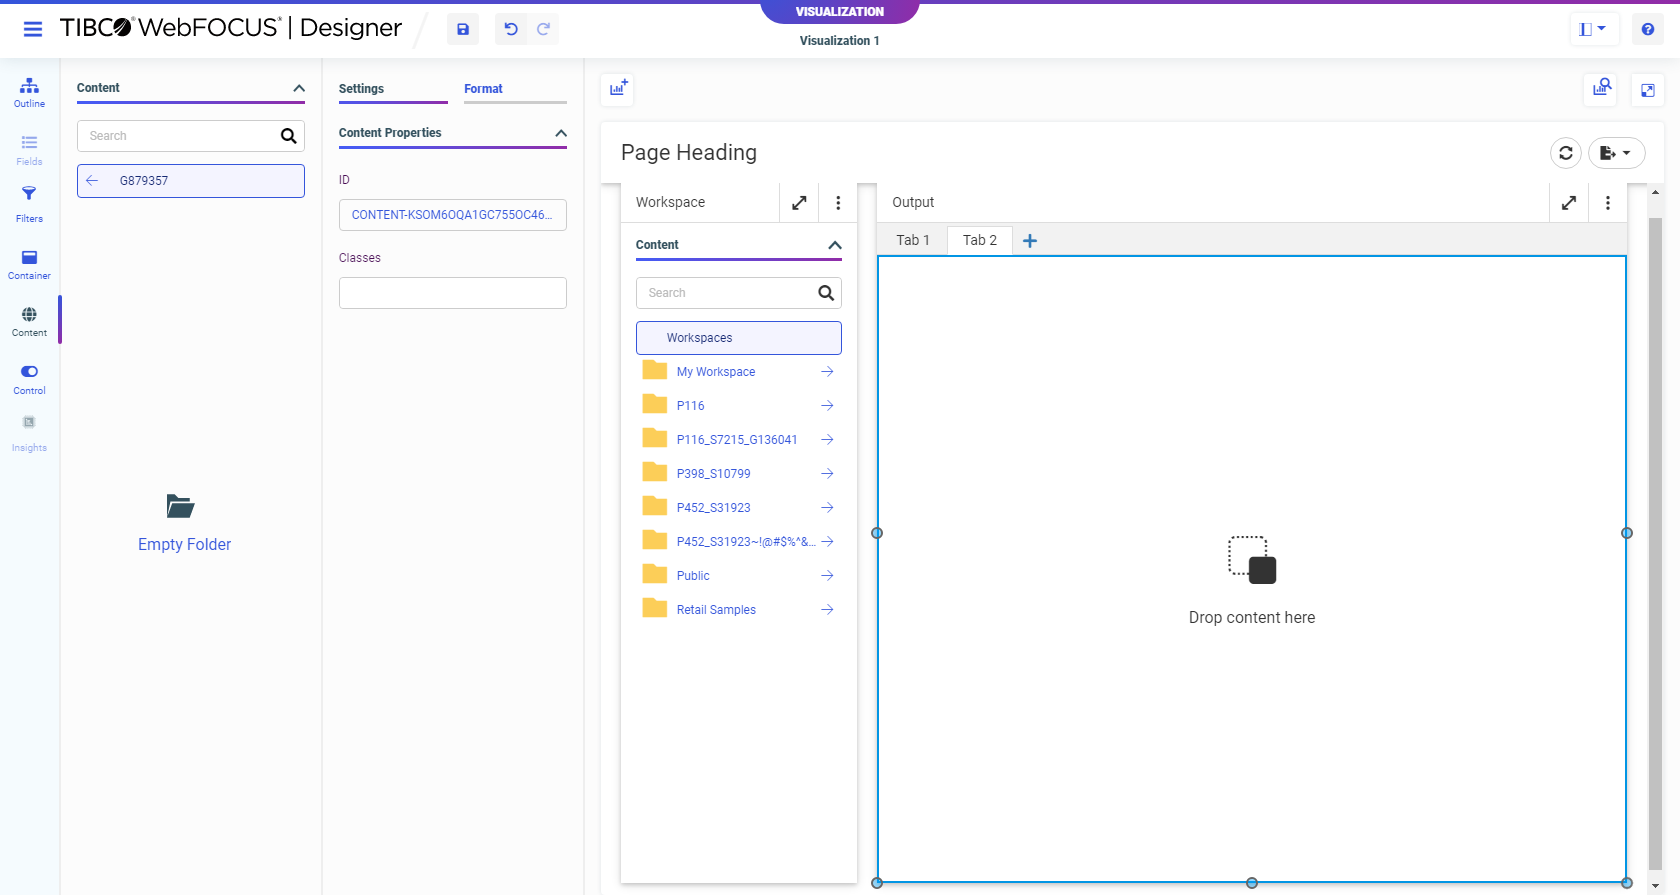 VISUALIZATION
TIBCO® WebFOCUS® | Designer
Visualization 1
Outline
Fields
Filters
Container
Content
Control
Insights
Content
Search
G879357
Empty Folder
Settings
Format
Content Properties
ID
CONTENT-KSOM6OQA1GC755OC46...
Classes
Page Heading
Workspace
Content
Search
Workspaces
My Workspace
P116
P116_S7215_G136041
P398_S10799
P452_S31923
P452_S31923~!@#$%^&...
Public
Retail Samples
Output
Tab 1
Tab 2
Drop content here